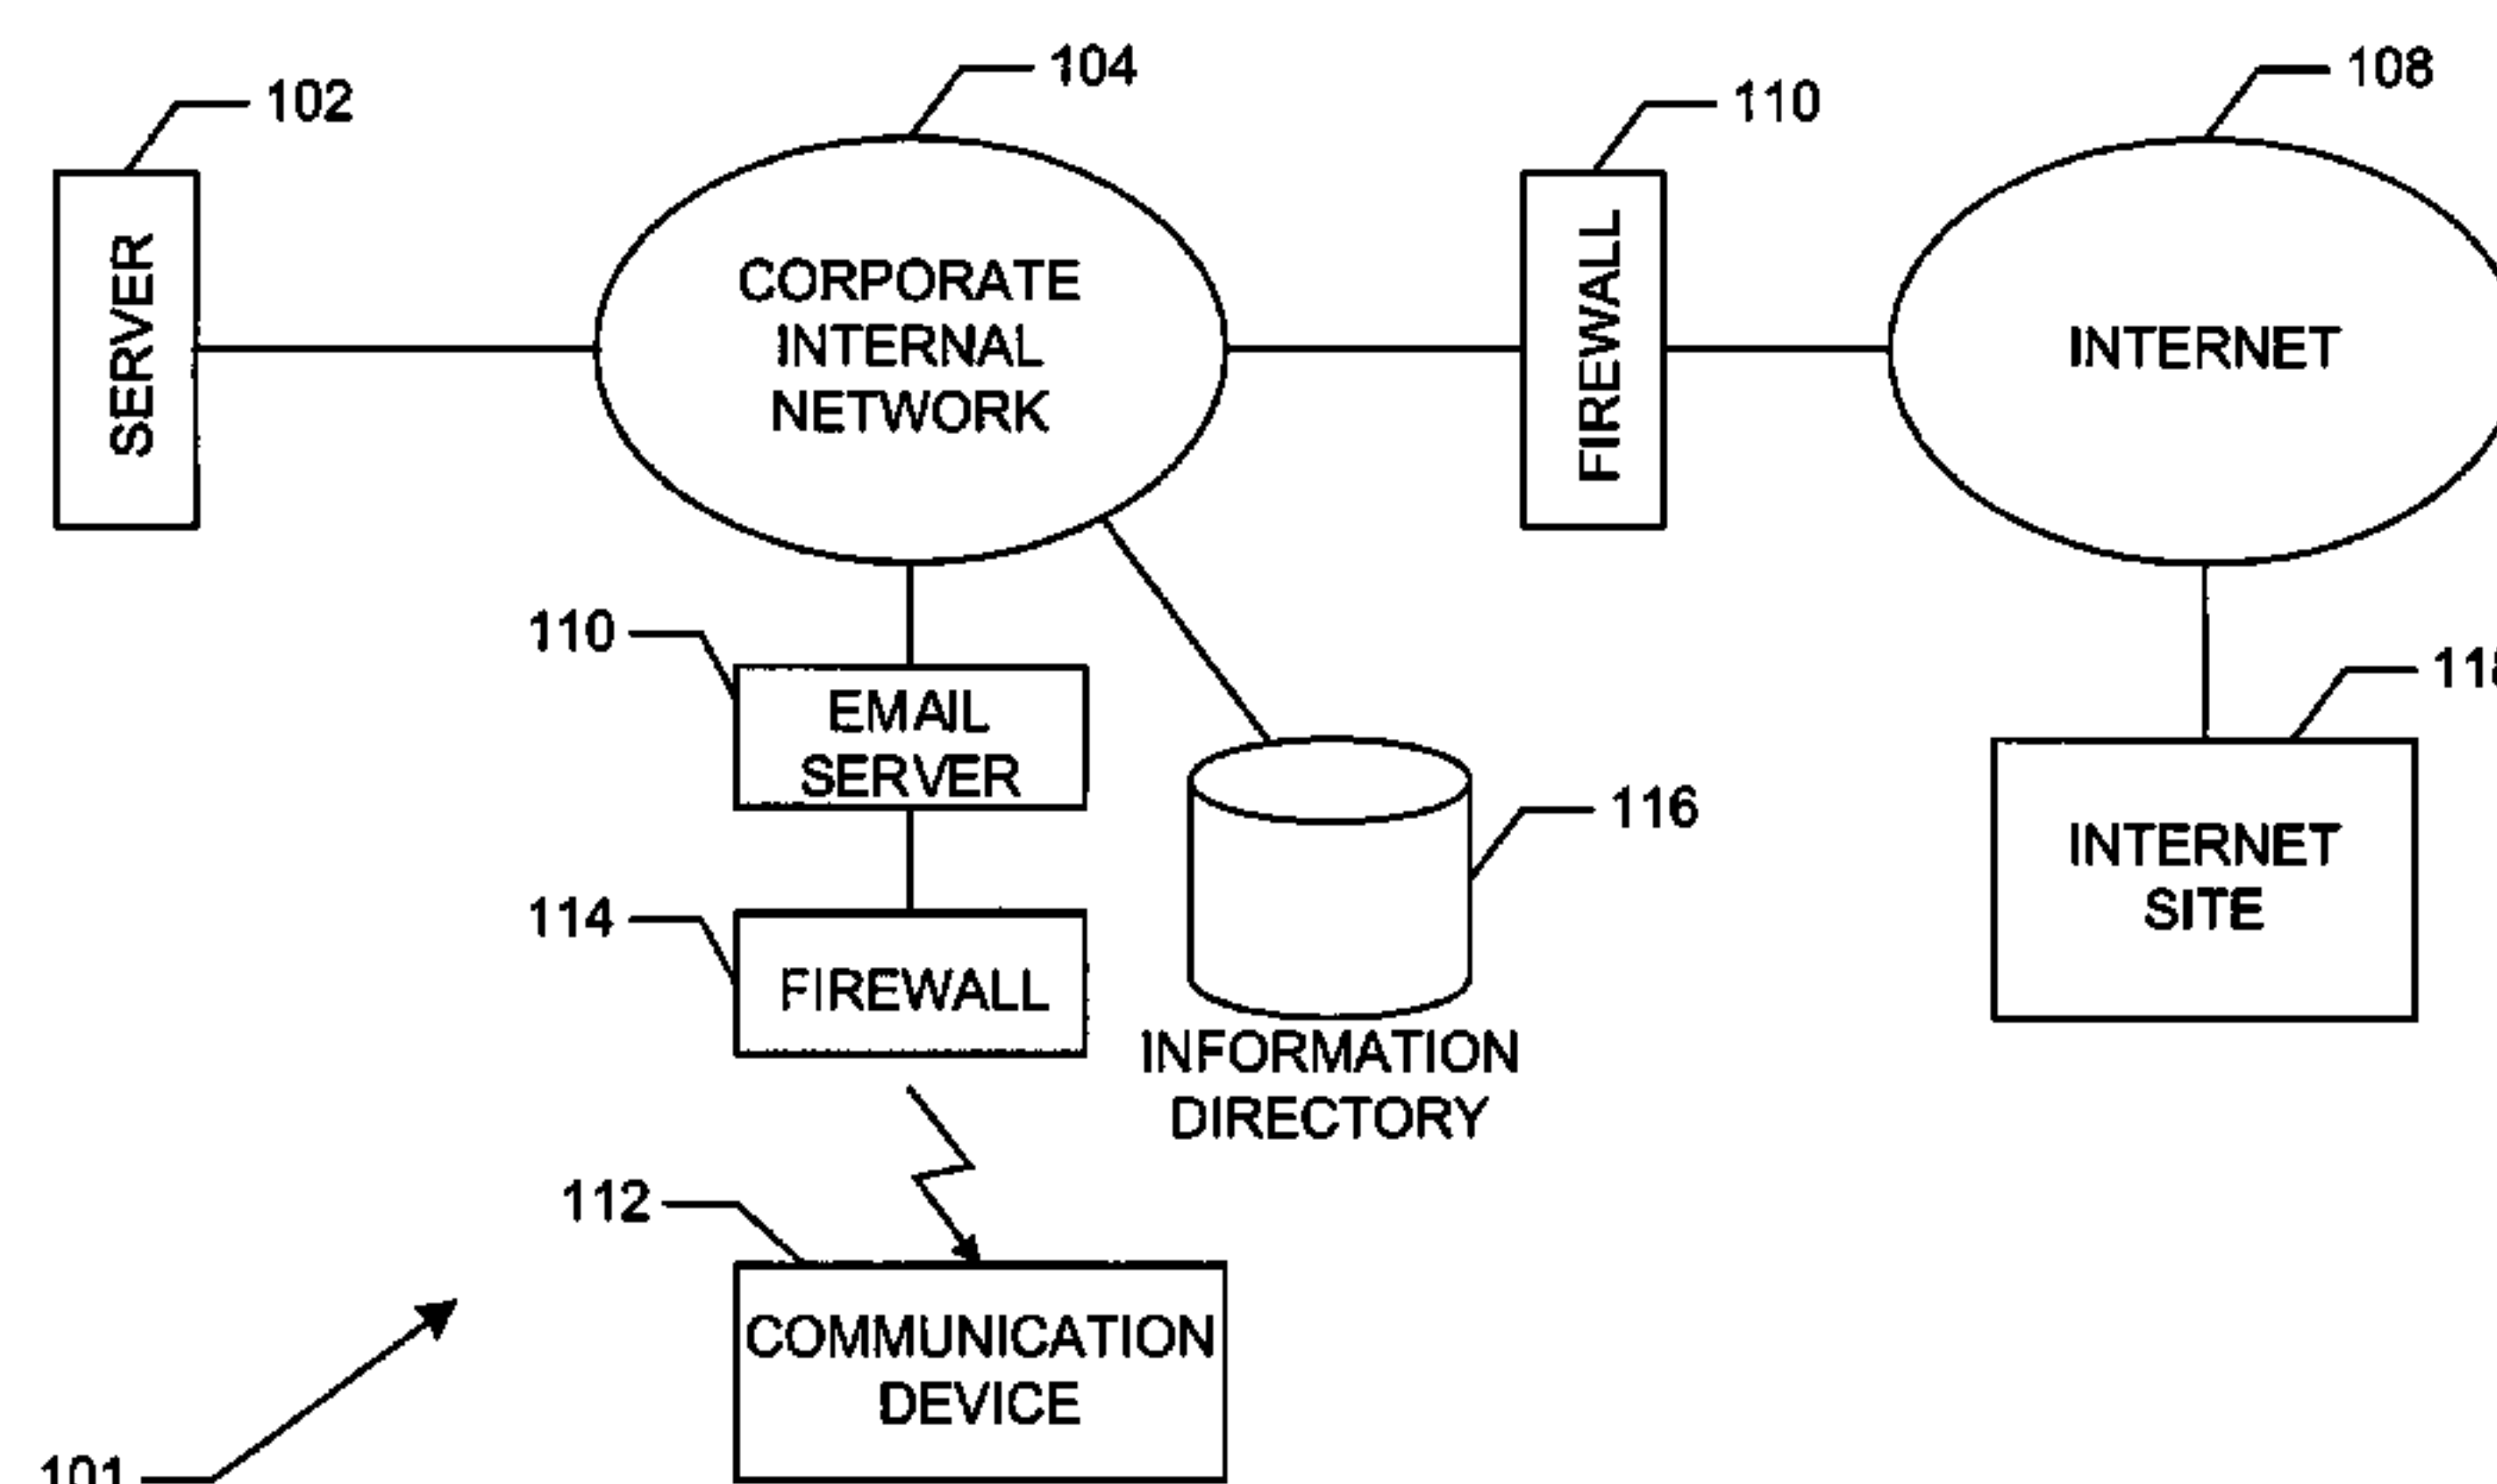 104
108
102
110
SERVER
CORPORATE
INTERNAL
NETWORK
FIREWALL
INTERNET
110
EMAIL
SERVER
116
INTERNET
SITE
114
FIREWALL
INFORMATION
DIRECTORY
112
COMMUNICATION
DEVICE
101